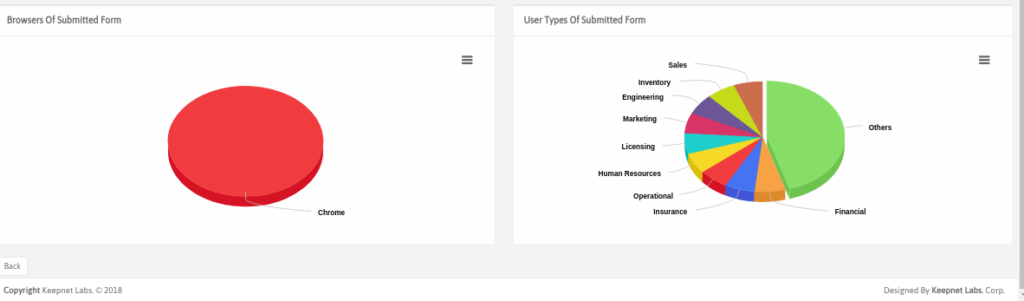 Browsers Of Submitted Form
User Types Of Submitted Form
Chrome
Sales
Inventory
Engineering
Marketing
Licensing
Human Resources
Operational
Insurance
Financial
Others
Back
Copyright Keepnet Labs. © 2018
Designed By Keepnet Labs. Corp.